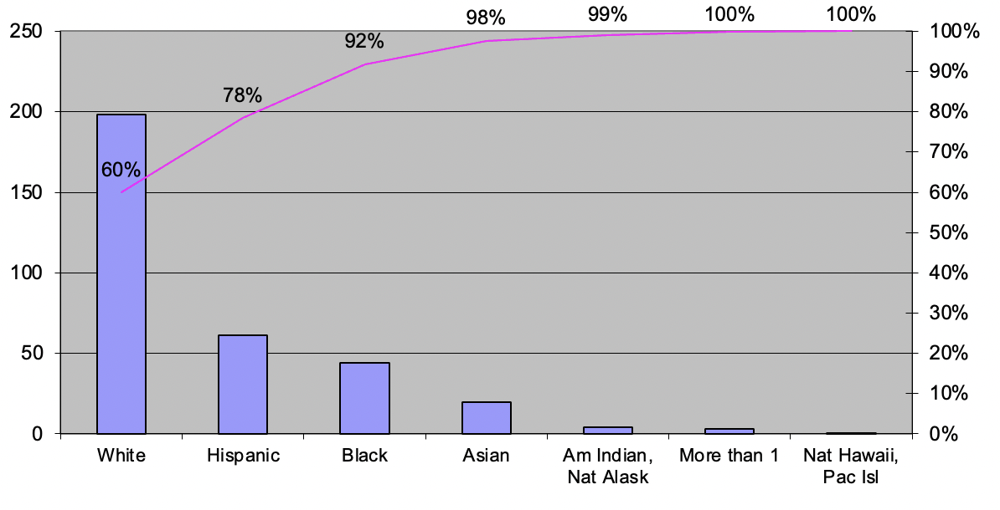 98%
99%
100%
100%
250
100%
92%
90%
78%
200
80%
70%
60%
150
60%
50%
100
40%
30%
50
20%
10%
0
0%
White
Hispanic
Black
Asian
Am Indian,
Nat Alask
More than 1
Nat Hawaii,
Pac Isl